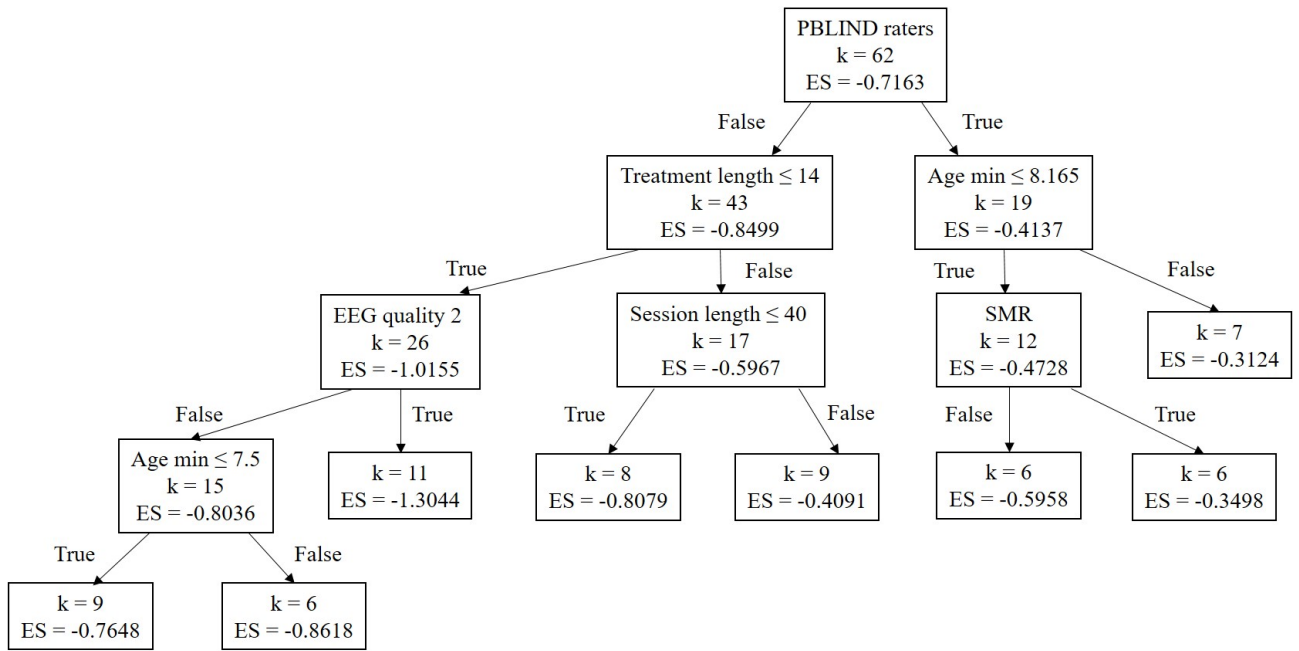 PBLIND raters
k = 62
ES = -0.7163
False
True
Treatment length ≤ 14
k = 43
ES = -0.8499
Age min ≤ 8.165
k = 19
ES = -0.4137
True
False
True
False
EEG quality 2
k = 26
ES = -1.0155
Session length ≤ 40
k = 17
ES = -0.5967
SMR
k = 12
ES = -0.4728
k = 7
ES = -0.3124
False
True
True
False
False
True
Age min ≤ 7.5
k = 15
ES = -0.8036
k = 11
ES = -1.3044
k = 8
ES = -0.8079
k = 9
ES = -0.4091
k = 6
ES = -0.5958
k = 6
ES = -0.3498
True
False
k = 9
ES = -0.7648
k = 6
ES = -0.8618